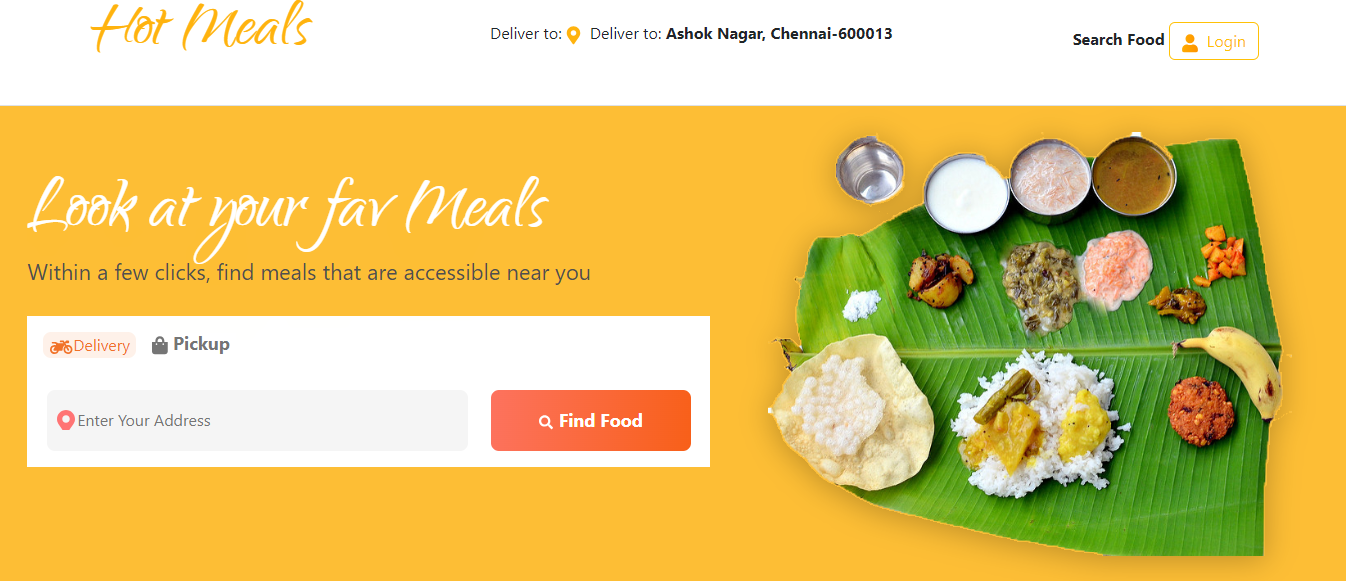 Hot Meals
Deliver to: Deliver to: Ashok Nagar, Chennai-600013
Search Food Login
Look at your fav Meals
Within a few clicks, find meals that are accessible near you
Delivery Pickup
Enter Your Address
Find Food